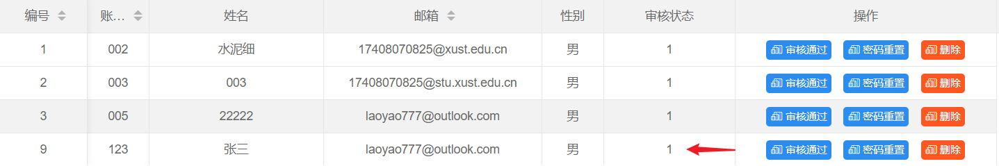 编号 账... 姓名 邮箱 性别 审核状态 操作
1 002 水泥细 17408070825@xust.edu.cn 男 1 审核通过 密码重置 删除
2 003 003 17408070825@stu.xust.edu.cn 男 1 审核通过 密码重置 删除
3 005 22222 laoyao777@outlook.com 男 1 审核通过 密码重置 删除
9 123 张三 laoyao777@outlook.com 男 1 审核通过 密码重置 删除